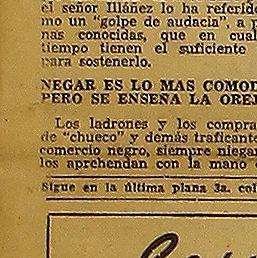 el señor Illáñez lo ha referido
mo un "golpe de audacia", a p
nas conocidas, que en cual
tiempo tienen el suficiente
para sostenerlo.
NEGAR ES LO MAS COMOD
PERO SE ENSEÑA LA OREJ
Los ladrones y los compra
de "chueco" y demás traficante
comercio negro, siempre niegan
los aprehendan con la mano
Sigue en la última plana 3a. col